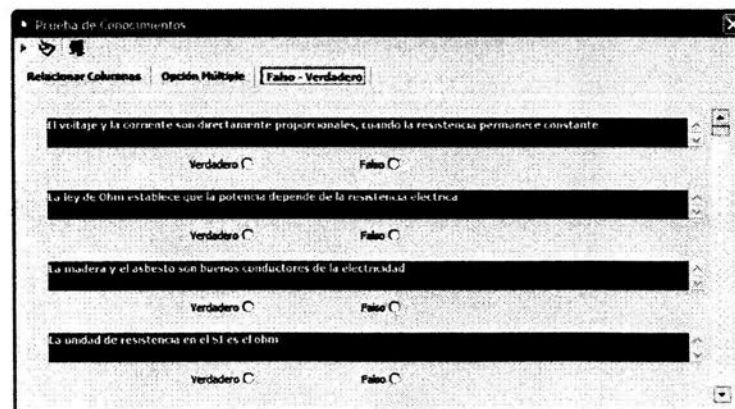 Prueba de Conocimientos
Relacionar Columnas Opción Múltiple Falso - Verdadero
El voltaje y la corriente son directamente proporcionales, cuando la resistencia permanece constante
Verdadero Falso
La ley de Ohm establece que la potencia depende de la resistencia electrica
Verdadero Falso
La madera y el asbesto son buenos conductores de la electricidad
Verdadero Falso
La unidad de resistencia en el SI es el ohm
Verdadero Falso